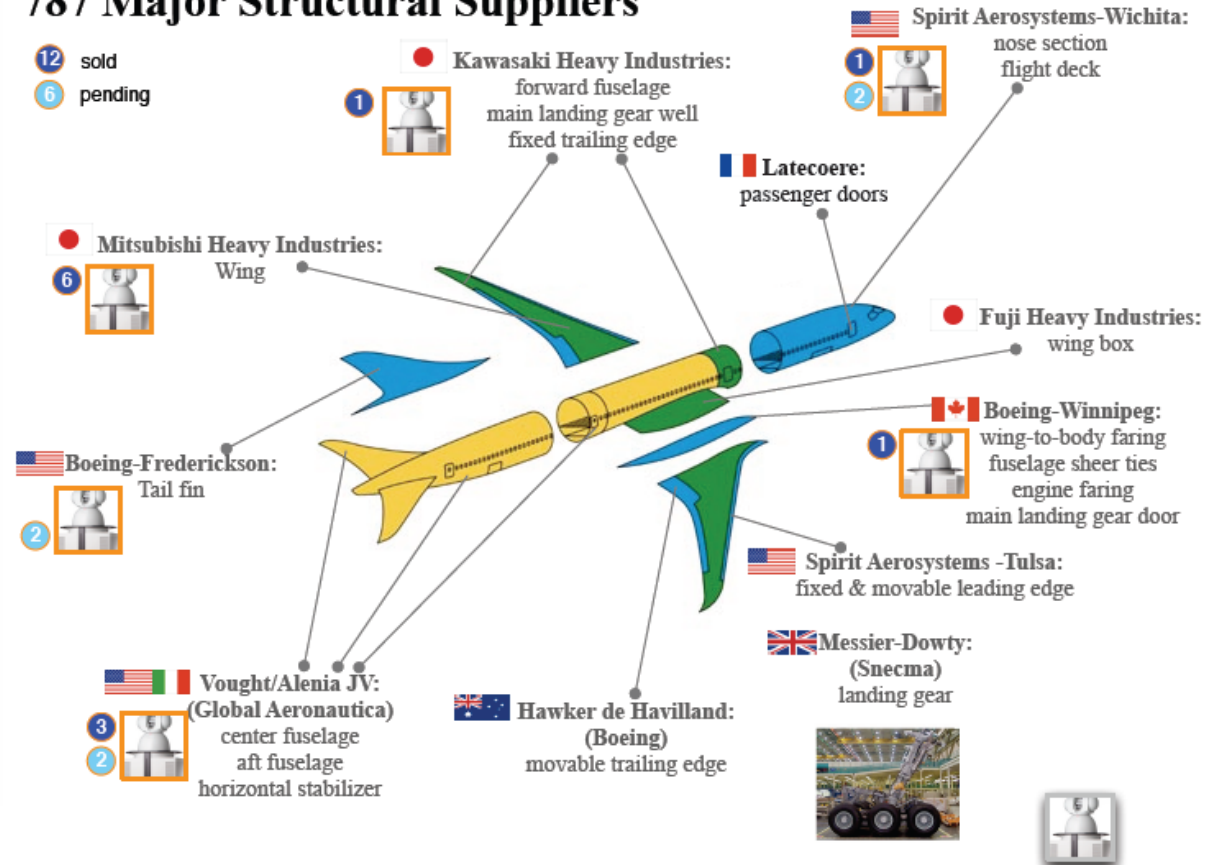 787 Major Structural Suppliers
12 sold
6 pending
Kawasaki Heavy Industries:
forward fuselage
main landing gear well
fixed trailing edge
1
Spirit Aerosystems-Wichita:
nose section
flight deck
1
2
Latecoere:
passenger doors
Mitsubishi Heavy Industries:
Wing
6
Fuji Heavy Industries:
wing box
Boeing-Winnipeg:
wing-to-body faring
fuselage sheer ties
engine faring
main landing gear door
1
Boeing-Frederickson:
Tail fin
2
Spirit Aerosystems -Tulsa:
fixed & movable leading edge
Messier-Dowty:
(Snecma)
landing gear
Vought/Alenia JV:
(Global Aeronautica)
center fuselage
aft fuselage
horizontal stabilizer
3
2
Hawker de Havilland:
(Boeing)
movable trailing edge